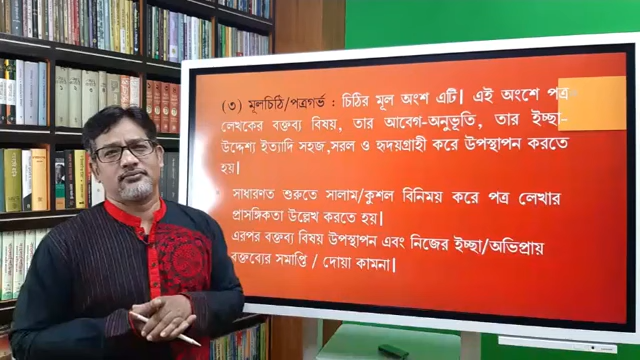 (৩) মূলচিঠি/পত্রগর্ভ : চিঠির মূল অংশ এটি। এই অংশে পত্র
লেখকের বক্তব্য বিষয়, তার আবেগ-অনুভূতি, তার ইচ্ছা-
উদ্দেশ্য ইত্যাদি সহজ,সরল ও হৃদয়গ্রাহী করে উপস্থাপন করতে
হয়।
সাধারণত শুরুতে সালাম/কুশল বিনিময় করে পত্র লেখার
প্রাসঙ্গিকতা উল্লেখ করতে হয়।
এরপর বক্তব্য বিষয় উপস্থাপন এবং নিজের ইচ্ছা/অভিপ্রায়
বক্তব্যের সমাপ্তি / দোয়া কামনা।